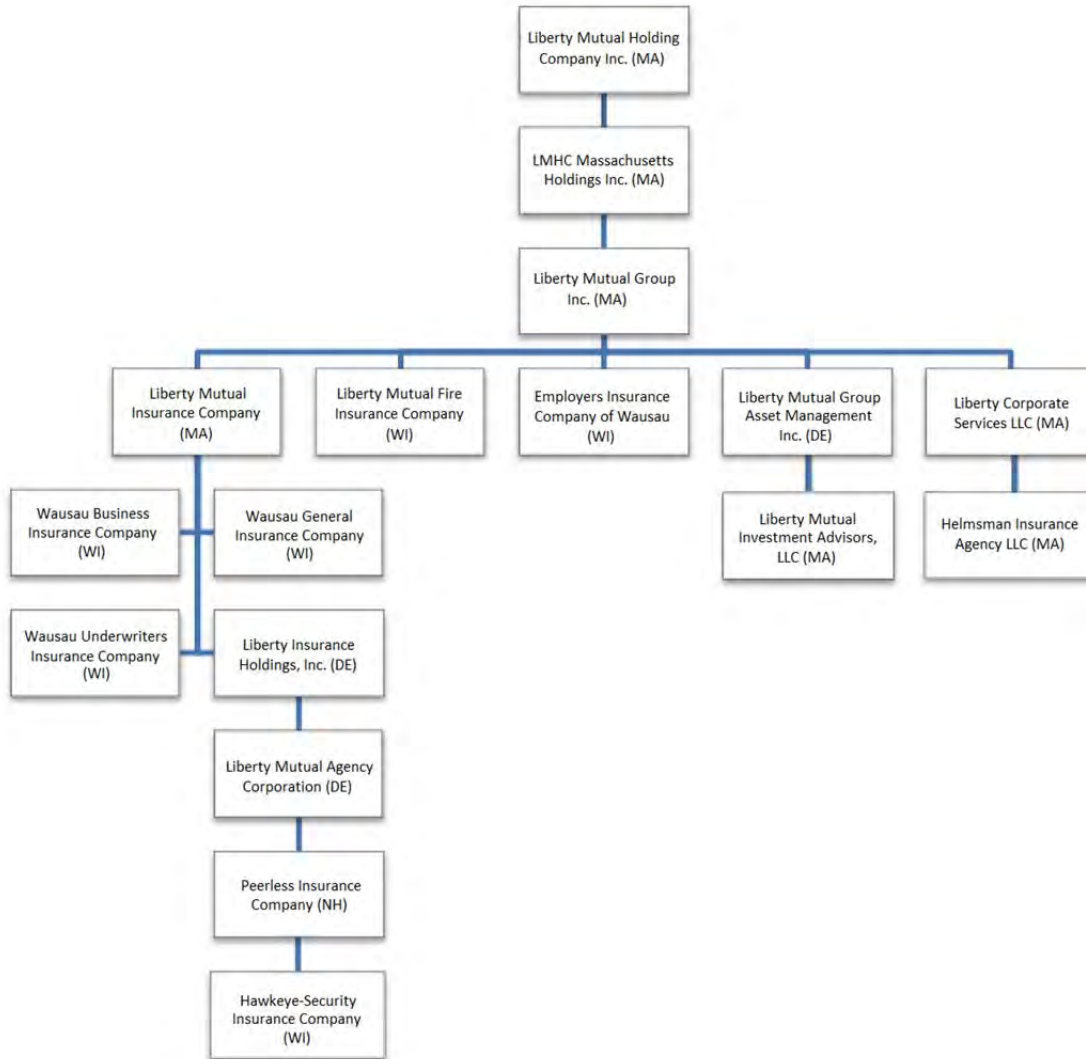 Liberty Mutual Holding
Company Inc. (MA)
LMHC Massachusetts
Holdings Inc. (MA)
Liberty Mutual Group
Inc. (MA)
Liberty Mutual
Insurance Company
(MA)
Liberty Mutual Fire
Insurance Company
(WI)
Employers Insurance
Company of Wausau
(WI)
Liberty Mutual Group
Asset Management
Inc. (DE)
Liberty Corporate
Services LLC (MA)
Wausau Business
Insurance Company
(WI)
Wausau General
Insurance Company
(WI)
Liberty Mutual
Investment Advisors,
LLC (MA)
Helmsman Insurance
Agency LLC (MA)
Wausau Underwriters
Insurance Company
(WI)
Liberty Insurance
Holdings, Inc. (DE)
Liberty Mutual Agency
Corporation (DE)
Peerless Insurance
Company (NH)
Hawkeye-Security
Insurance Company
(WI)